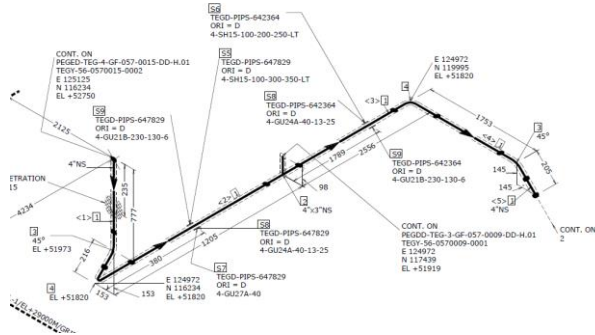 S6
TEGD-PIPS-642364
ORI = D
4-SH15-100-200-250-LT
S5
TEGD-PIPS-647829
ORI = D
4-SH15-100-300-350-LT
CONT. ON
PEGED-TEG-4-GF-057-0015-DD-H.01
TEGY-56-0570015-0002
E 125125
N 116234
EL +52750
S9
TEGD-PIPS-647829
ORI = D
4-GU21B-230-130-6
S8
TEGD-PIPS-642364
ORI = D
4-GU24A-40-13-25
4
E 124972
N 119995
EL +51820
<3> 1
1753
2125
4"NS
ETRATION
15
4234
235
777
<1> 1
1789
2556
<4> 1
3
45°
205
145
145
<5> 1
4"NS
S9
TEGD-PIPS-642364
ORI = D
4-GU21B-230-130-6
98
<2> 1
2
4"x3"NS
CONT. ON
PEGDD-TEG-3-GF-057-0009-DD-H.01
TEGY-56-0570009-0001
E 124972
N 117439
EL +51919
CONT. ON
2
3
45°
EL +51973
216
380
1205
S8
TEGD-PIPS-647829
ORI = D
4-GU24A-40-13-25
S7
TEGD-PIPS-647829
ORI = D
4-GU27A-40
4
EL +51820
153
153
E 124972
N 116234
EL +51820